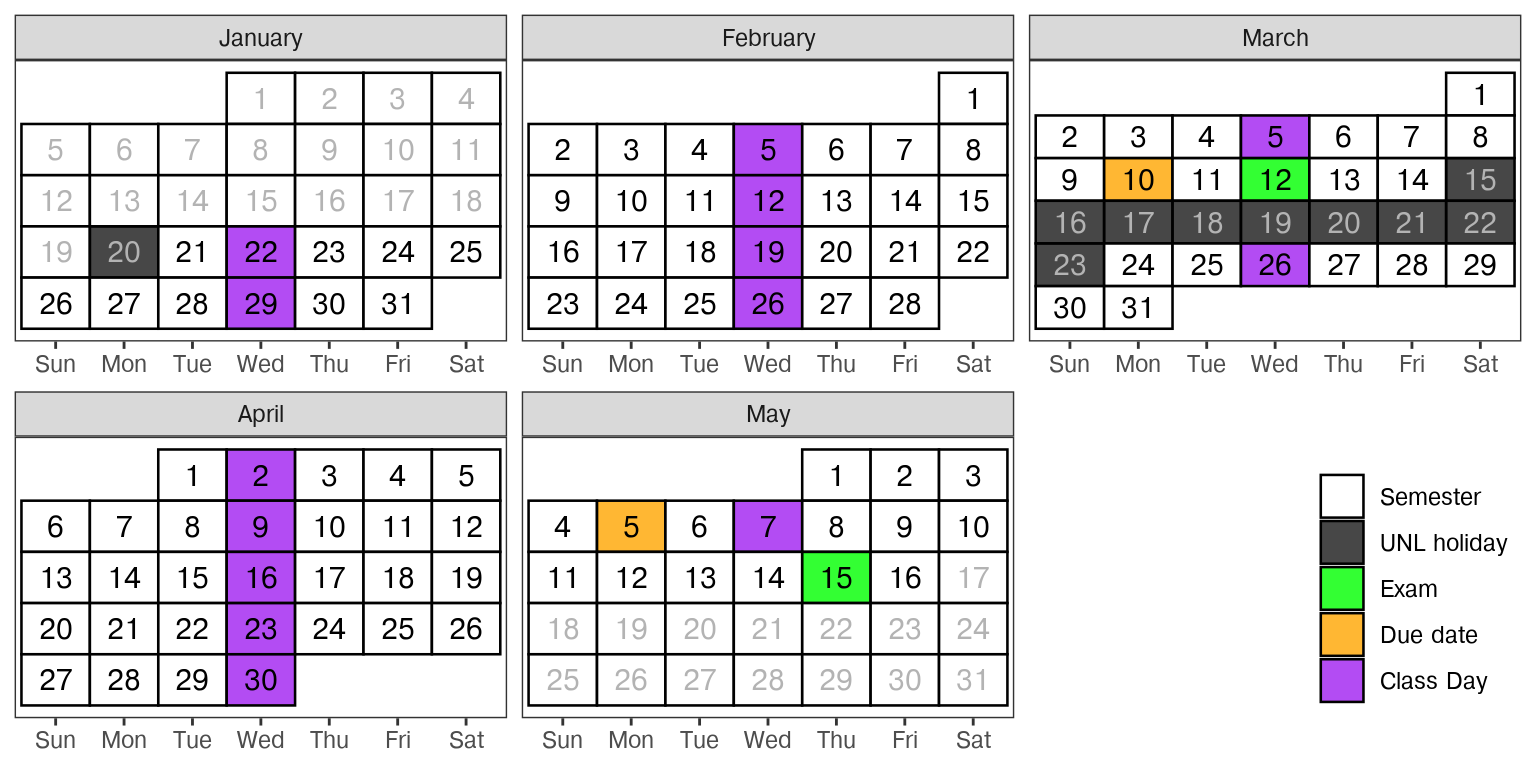 January
1 2 3 4
5 6 7 8 9 10 11
12 13 14 15 16 17 18
19 20 21 22 23 24 25
26 27 28 29 30 31
Sun Mon Tue Wed Thu Fri Sat
February
1
2 3 4 5 6 7 8
9 10 11 12 13 14 15
16 17 18 19 20 21 22
23 24 25 26 27 28
Sun Mon Tue Wed Thu Fri Sat
March
1
2 3 4 5 6 7 8
9 10 11 12 13 14 15
16 17 18 19 20 21 22
23 24 25 26 27 28 29
30 31
Sun Mon Tue Wed Thu Fri Sat
April
1 2 3 4 5
6 7 8 9 10 11 12
13 14 15 16 17 18 19
20 21 22 23 24 25 26
27 28 29 30
Sun Mon Tue Wed Thu Fri Sat
May
1 2 3
4 5 6 7 8 9 10
11 12 13 14 15 16 17
18 19 20 21 22 23 24
25 26 27 28 29 30 31
Sun Mon Tue Wed Thu Fri Sat
Semester
UNL holiday
Exam
Due date
Class Day